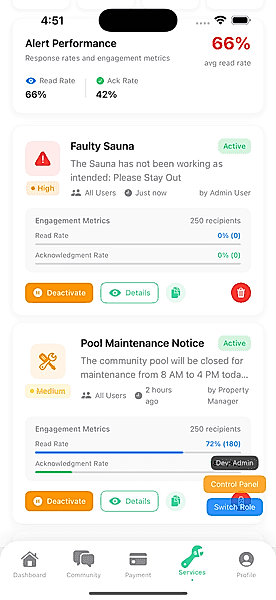 4:51
Alert Performance
Response rates and engagement metrics
66%
avg read rate
Read Rate
66%
Ack Rate
42%
Faulty Sauna
Active
The Sauna has not been working as
intended: Please Stay Out
High
All Users
Just now
by Admin User
Engagement Metrics
250 recipients
Read Rate
0% (0)
Acknowledgment Rate
0% (0)
Deactivate
Details
Pool Maintenance Notice
Active
The community pool will be closed for
maintenance from 8 AM to 4 PM toda...
Medium
All Users
2 hours
ago
by Property
Manager
Engagement Metrics
250 recipients
Read Rate
72% (180)
Acknowledgment Rate
Dev: Admin
Control Panel
Deactivate
Details
Switch Role
Dashboard
Community
Payment
Services
Profile